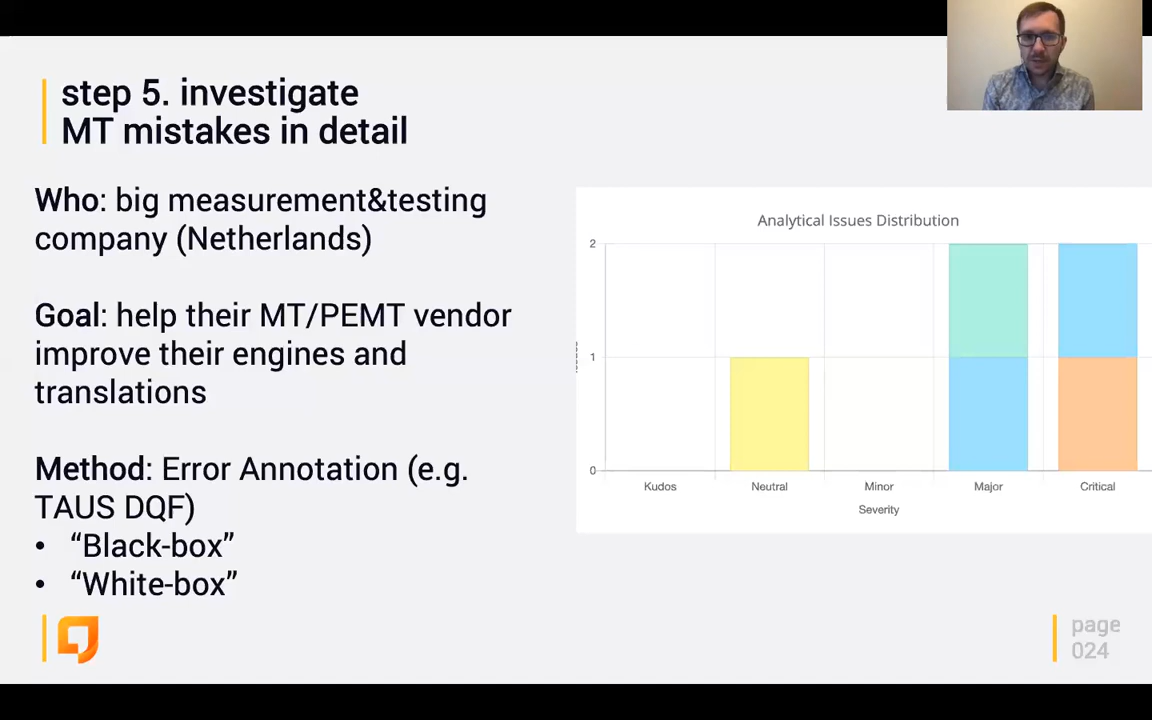 step 5. investigate
MT mistakes in detail
Who: big measurement&testing
company (Netherlands)
Goal: help their MT/PEMT vendor
improve their engines and
translations
Method: Error Annotation (e.g.
TAUS DQF)
• “Black-box”
• “White-box”
Analytical Issues Distribution
2
1
0
Kudos Neutral Minor Major Critical
Severity
page
024